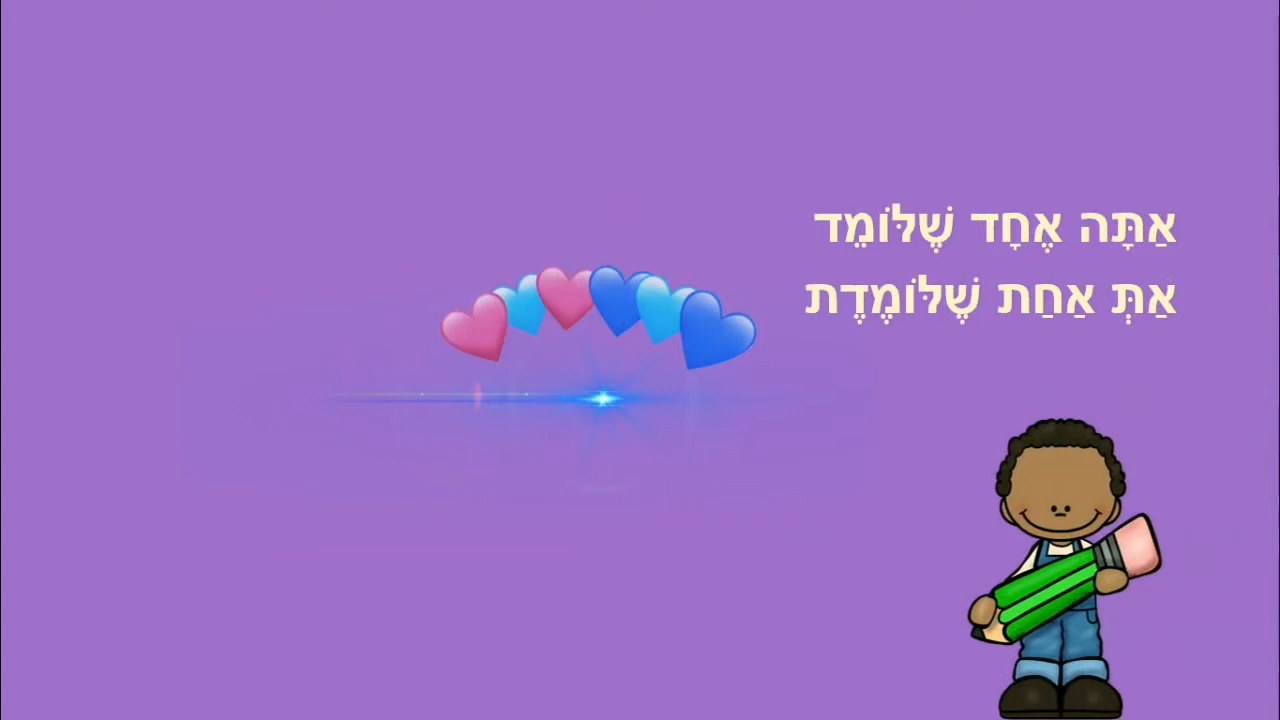 אַתָּה אֶחָד שֶׁלּוֹמֵד
אַתְּ אַחַת שֶׁלּוֹמֶדֶת